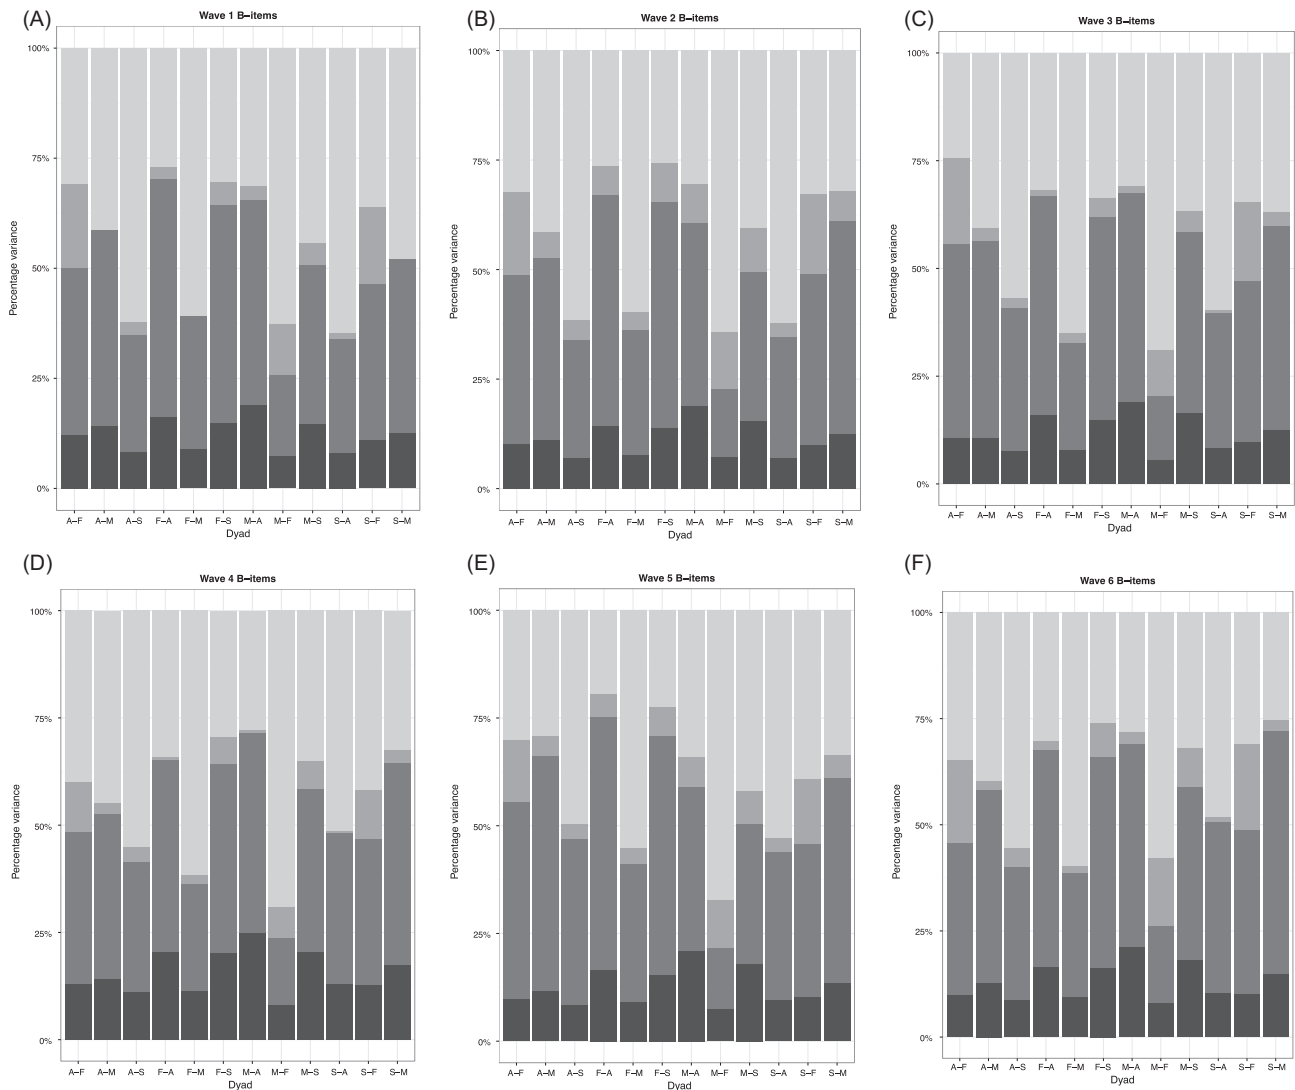 (A)
Wave 1 B–items
100%
75%
50%
25%
0%
Percentage variance
A–F A–M A–S F–A F–M F–S M–A M–F M–S S–A S–F S–M
Dyad
(B)
Wave 2 B–items
100%
75%
50%
25%
0%
Percentage variance
A–F A–M A–S F–A F–M F–S M–A M–F M–S S–A S–F S–M
Dyad
(C)
Wave 3 B–items
100%
75%
50%
25%
0%
Percentage variance
A–F A–M A–S F–A F–M F–S M–A M–F M–S S–A S–F S–M
Dyad
(D)
Wave 4 B–items
100%
75%
50%
25%
0%
Percentage variance
A–F A–M A–S F–A F–M F–S M–A M–F M–S S–A S–F S–M
Dyad
(E)
Wave 5 B–items
100%
75%
50%
25%
0%
Percentage variance
A–F A–M A–S F–A F–M F–S M–A M–F M–S S–A S–F S–M
Dyad
(F)
Wave 6 B–items
100%
75%
50%
25%
0%
Percentage variance
A–F A–M A–S F–A F–M F–S M–A M–F M–S S–A S–F S–M
Dyad